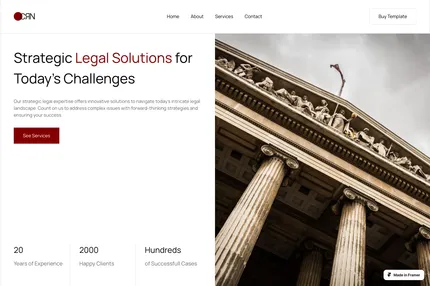 CRN
Home About Services Contact
Buy Template
Strategic Legal Solutions for
Today's Challenges
Our strategic legal expertise offers innovative solutions to navigate today's intricate legal
landscape. Count on us to address complex issues with forward-thinking strategies and
ensuring your success.
See Services
20
Years of Experience
2000
Happy Clients
Hundreds
of Successfull Cases
Made in Framer